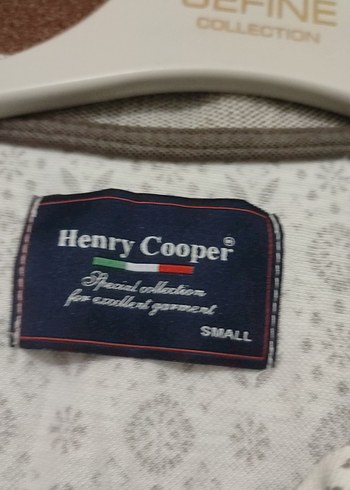 DEFINE
COLLECTION
Henry Cooper®
Special collection
for excellent garment
SMALL